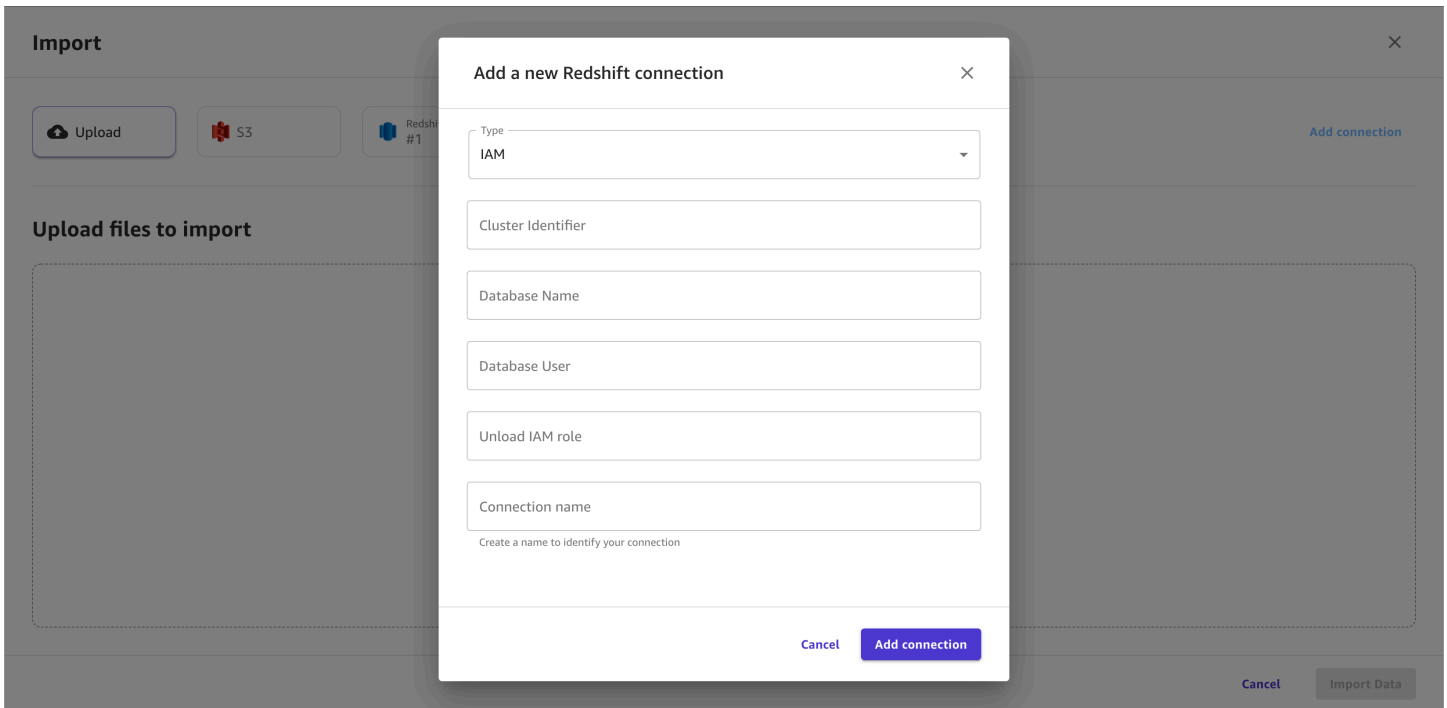 Import
Upload
S3
#1
Add connection
Upload files to import
Add a new Redshift connection
Type
IAM
Cluster Identifier
Database Name
Database User
Unload IAM role
Connection name
Create a name to identify your connection
Cancel
Add connection
Cancel
Import Data